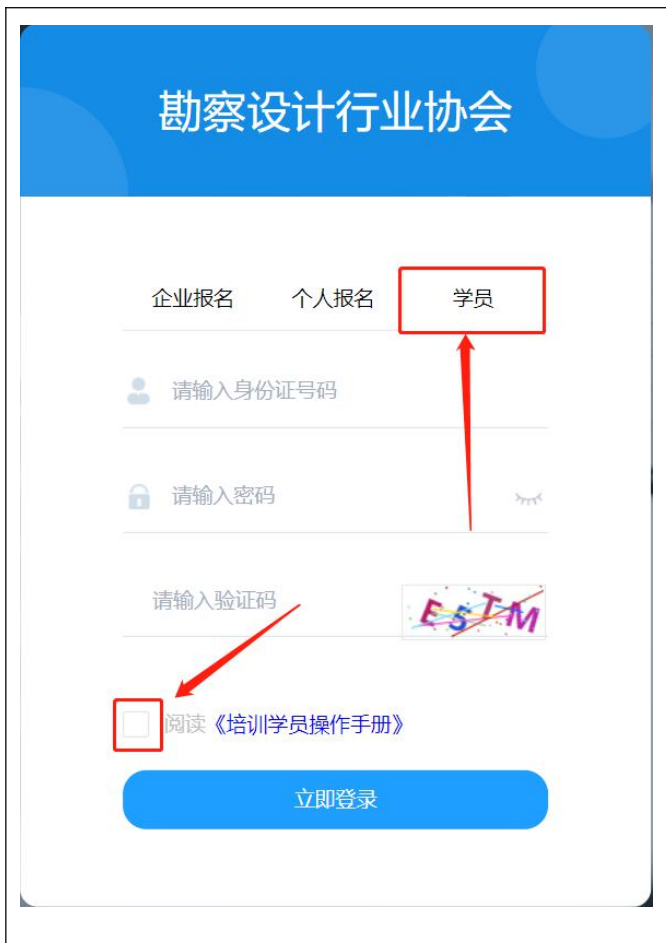 勘察设计行业协会
企业报名 个人报名 学员
请输入身份证号码
请输入密码
请输入验证码 E5TM
阅读《培训学员操作手册》
立即登录